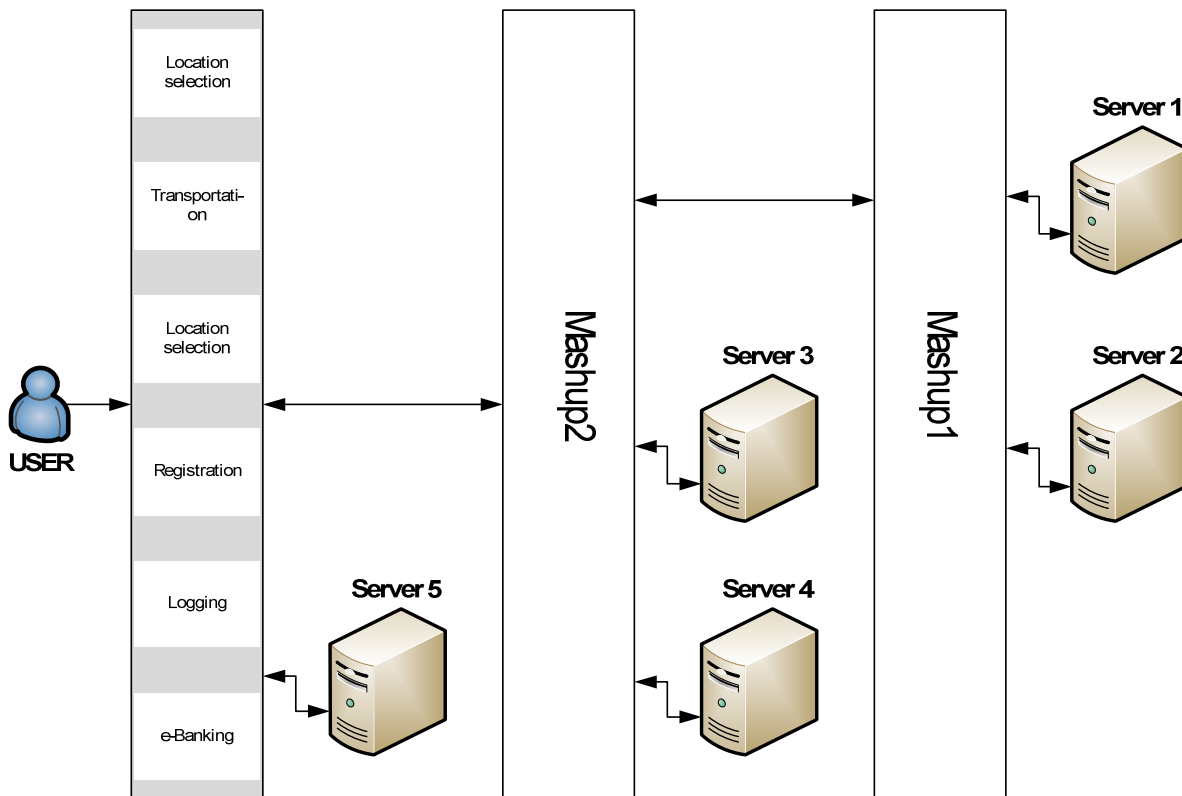 Location
selection
Transportati-
on
Location
selection
Registration
Logging
e-Banking
USER
Server 5
Mashup2
Server 3
Server 4
Mashup1
Server 1
Server 2